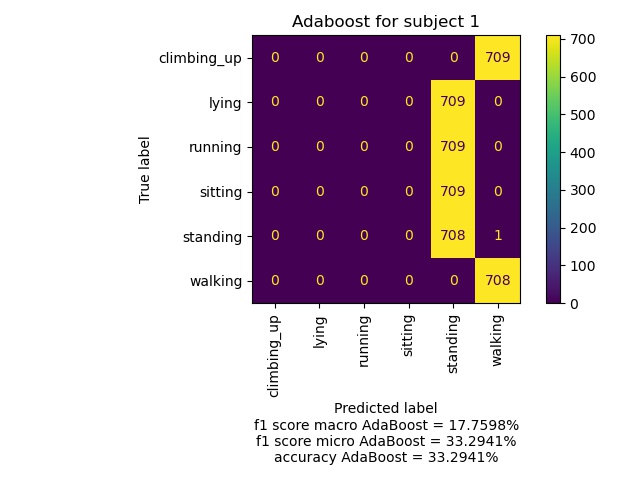 Adaboost for subject 1
True label
climbing_up 0 0 0 0 0 709
lying 0 0 0 0 709 0
running 0 0 0 0 709 0
sitting 0 0 0 0 709 0
standing 0 0 0 0 708 1
walking 0 0 0 0 0 708
climbing_up lying running sitting standing walking
Predicted label
f1 score macro AdaBoost = 17.7598%
f1 score micro AdaBoost = 33.2941%
accuracy AdaBoost = 33.2941%
700
600
500
400
300
200
100
0